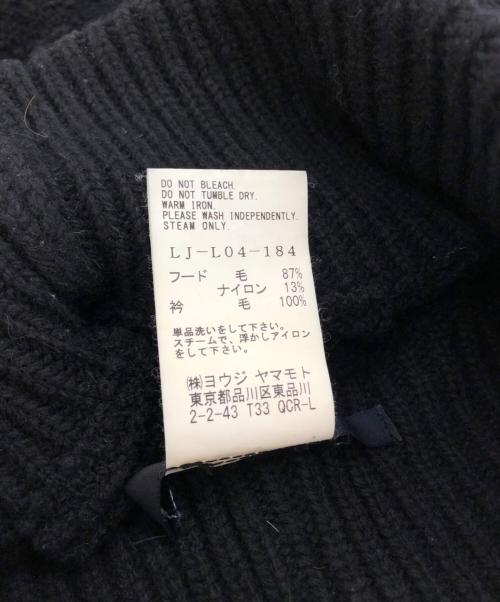 DO NOT BLEACH.
DO NOT TUMBLE DRY.
WARM IRON.
PLEASE WASH INDEPENDENTLY.
STEAM ONLY.
LJ-L04-184
フード 毛 87%
ナイロン 13%
衿 毛 100%
単品洗いをして下さい。
スチームで、浮かしアイロン
をして下さい。
㈱ヨウジ ヤマモト
東京都品川区東品川
2-2-43 T33 QCR-L